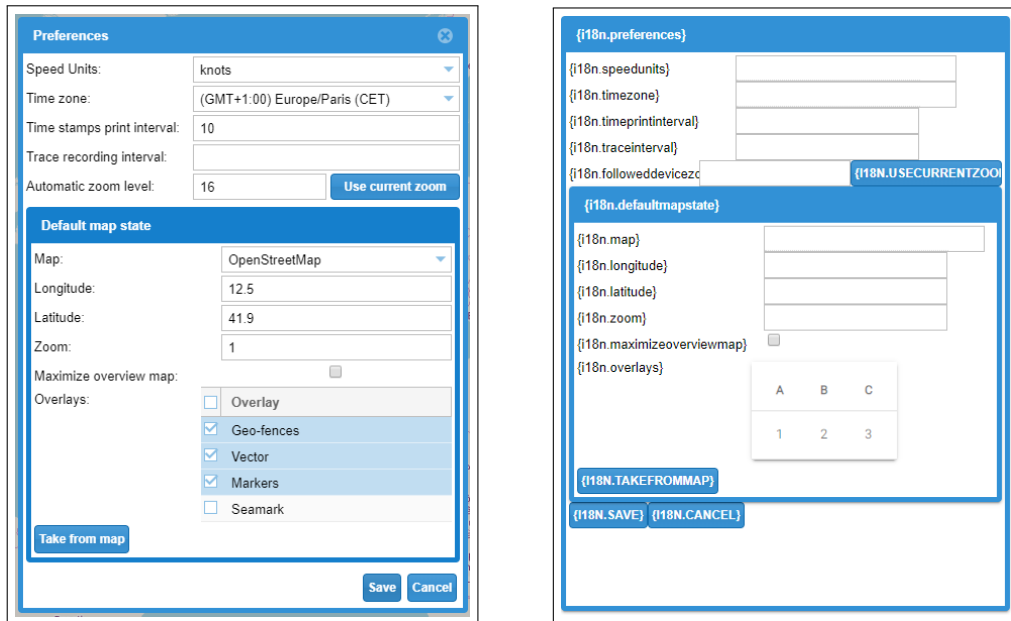 Preferences
Speed Units: knots
Time zone: (GMT+1:00) Europe/Paris (CET)
Time stamps print interval: 10
Trace recording interval:
Automatic zoom level: 16 Use current zoom
Default map state
Map: OpenStreetMap
Longitude: 12.5
Latitude: 41.9
Zoom: 1
Maximize overview map:
Overlays: Overlay
Geo-fences
Vector
Markers
Seamark
Take from map
Save Cancel
{i18n.preferences}
{i18n.speedunits}
{i18n.timezone}
{i18n.timeprintinterval}
{i18n.traceinterval}
{i18n.followeddevicezo {I18N.USECURRENTZOO
{i18n.defaultmapstate}
{i18n.map}
{i18n.longitude}
{i18n.latitude}
{i18n.zoom}
{i18n.maximizeoverviewmap}
{i18n.overlays}
A B C
1 2 3
{I18N.TAKEFROMMAP}
{I18N.SAVE} {I18N.CANCEL}